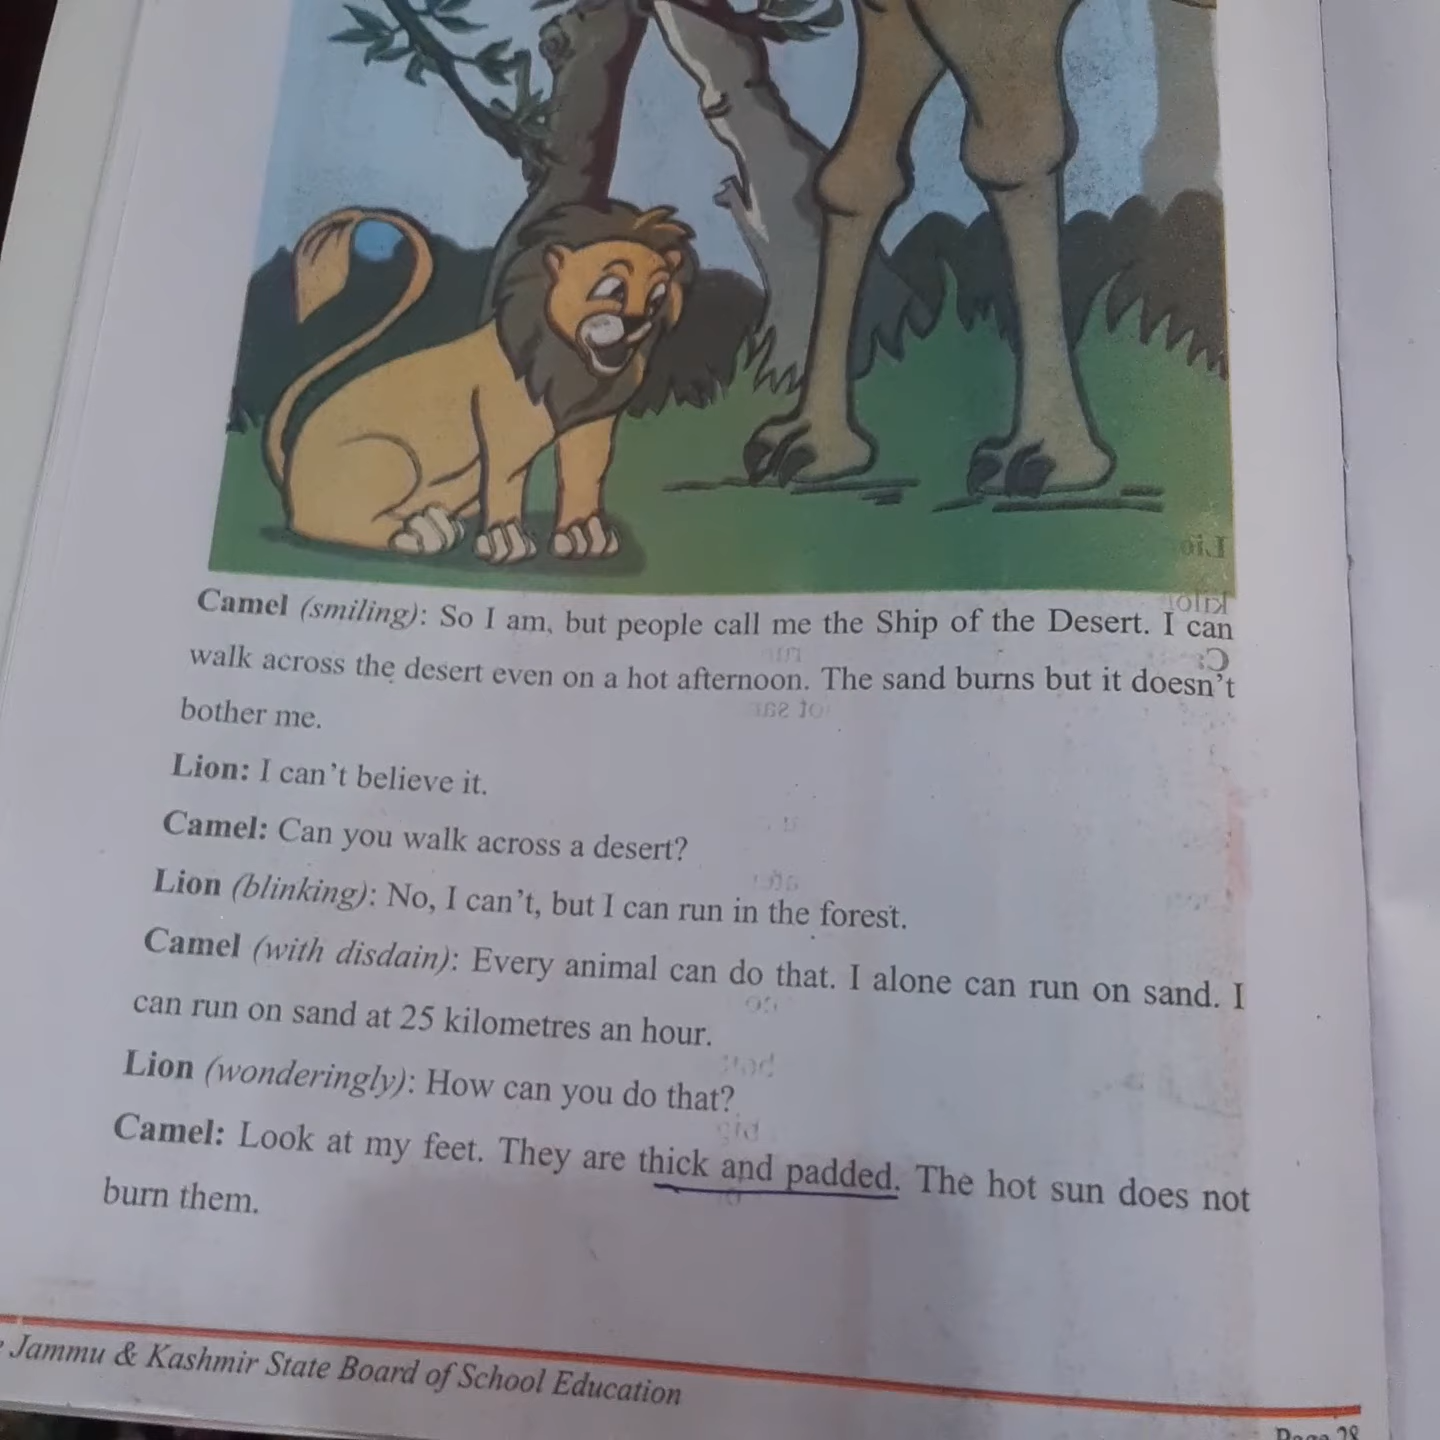 Camel (smiling): So I am, but people call me the Ship of the Desert. I can
walk across the desert even on a hot afternoon. The sand burns but it doesn't
bother me.
Lion: I can't believe it.
Camel: Can you walk across a desert?
Lion (blinking): No, I can't, but I can run in the forest.
Camel (with disdain): Every animal can do that. I alone can run on sand. I
can run on sand at 25 kilometres an hour.
Lion (wonderingly): How can you do that?
Camel: Look at my feet. They are thick and padded. The hot sun does not
burn them.
Jammu & Kashmir State Board of School Education
Page 28